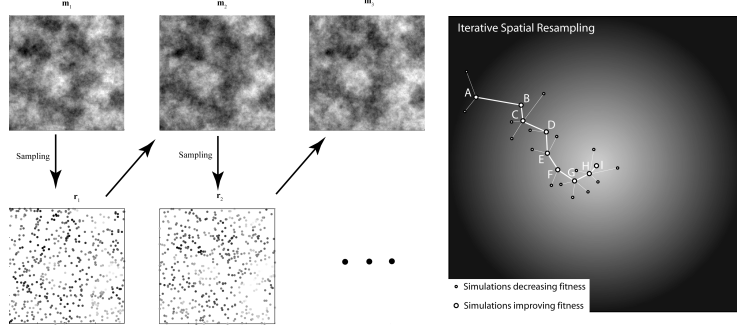 m1
m2
m3
Sampling
Sampling
r1
r2
Iterative Spatial Resampling
A
B
C
D
E
F
G
H
I
Simulations decreasing fitness
Simulations improving fitness